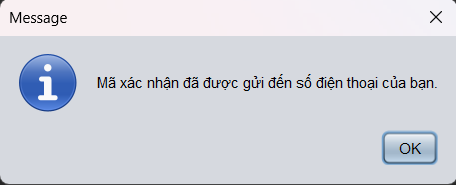 Message
Mã xác nhận đã được gửi đến số điện thoại của bạn.
OK